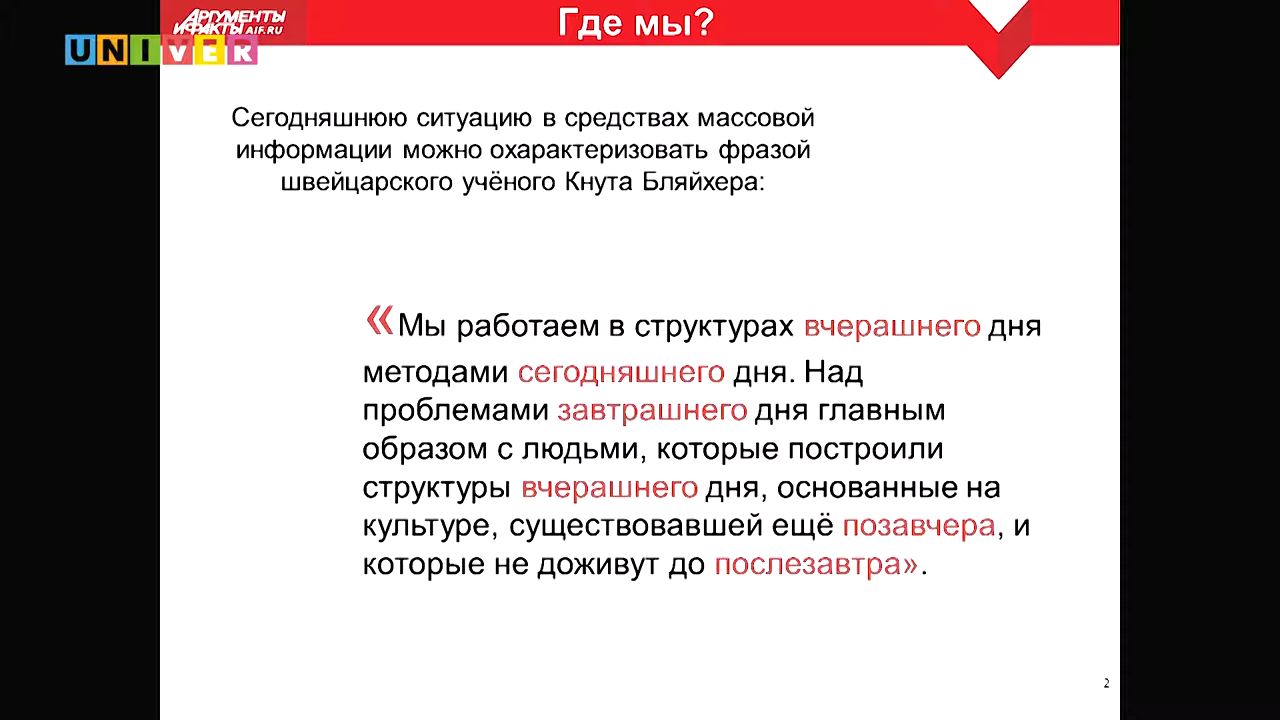 АРГУМЕНТЫ
И ФАКТЫ AIF.RU
UNIVER
Где мы?
Сегодняшнюю ситуацию в средствах массовой
информации можно охарактеризовать фразой
швейцарского учёного Кнута Бляйхера:
«Мы работаем в структурах вчерашнего дня
методами сегодняшнего дня. Над
проблемами завтрашнего дня главным
образом с людьми, которые построили
структуры вчерашнего дня, основанные на
культуре, существовавшей ещё позавчера, и
которые не доживут до послезавтра».
2